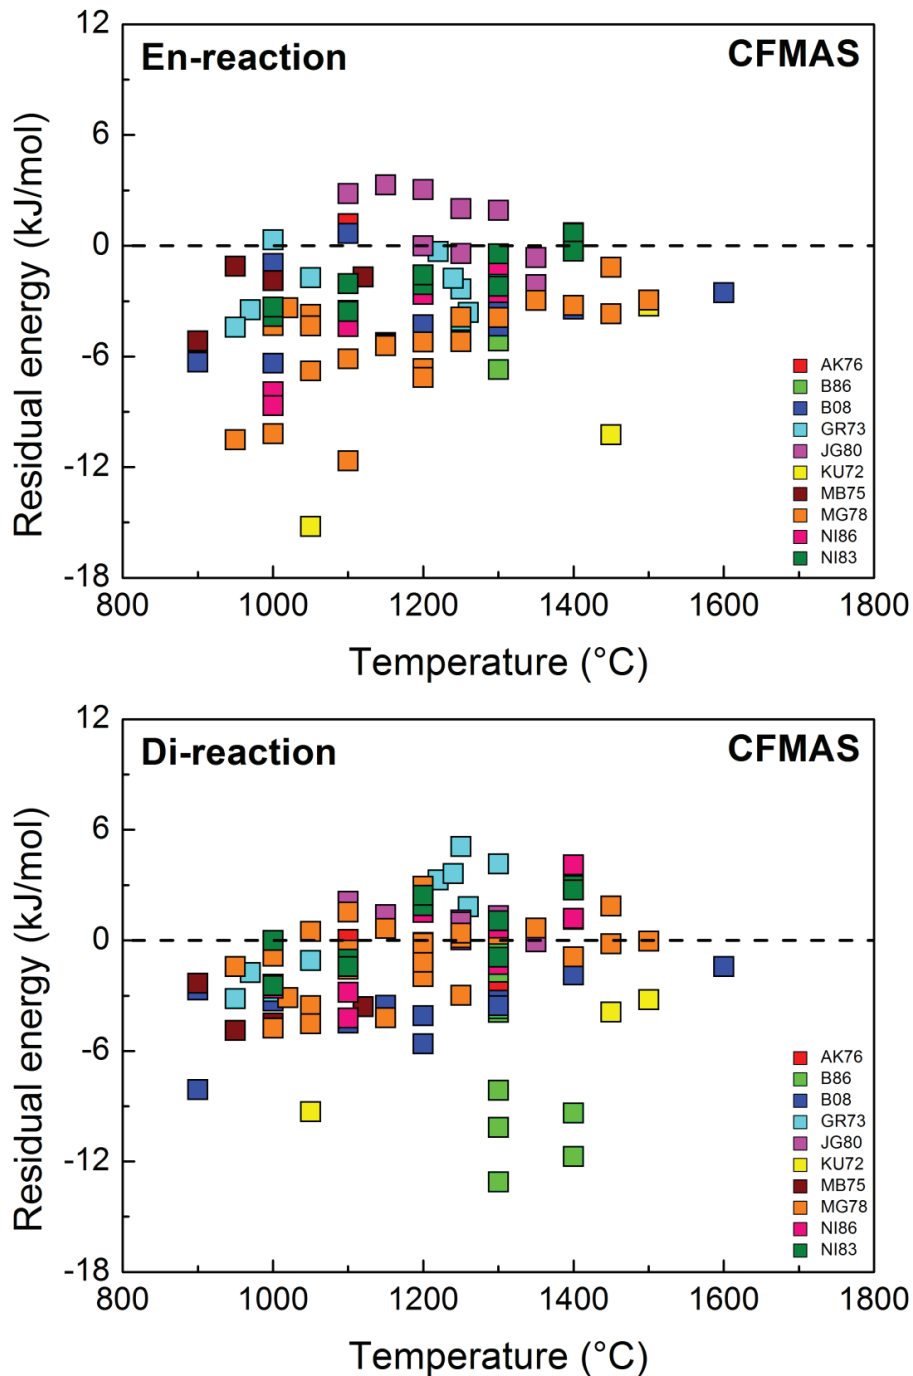 En-reaction
CFMAS
Residual energy (kJ/mol)
12
6
0
-6
-12
-18
AK76
B86
B08
GR73
JG80
KU72
MB75
MG78
NI86
NI83
800 1000 1200 1400 1600 1800
Temperature (°C)
Di-reaction
CFMAS
Residual energy (kJ/mol)
12
6
0
-6
-12
-18
AK76
B86
B08
GR73
JG80
KU72
MB75
MG78
NI86
NI83
800 1000 1200 1400 1600 1800
Temperature (°C)